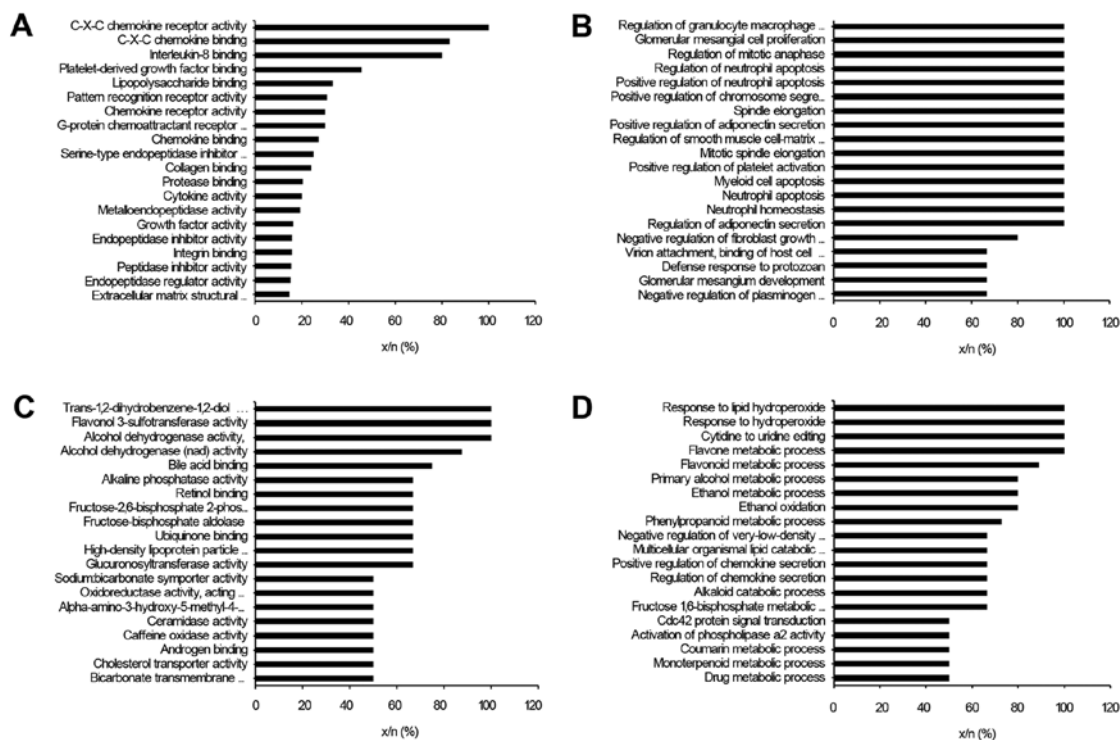 A
C-X-C chemokine receptor activity
C-X-C chemokine binding
Interleukin-8 binding
Platelet-derived growth factor binding
Lipopolysaccharide binding
Pattern recognition receptor activity
Chemokine receptor activity
G-protein chemoattractant receptor ...
Chemokine binding
Serine-type endopeptidase inhibitor ...
Collagen binding
Protease binding
Cytokine activity
Metalloendopeptidase activity
Growth factor activity
Endopeptidase inhibitor activity
Integrin binding
Peptidase inhibitor activity
Endopeptidase regulator activity
Extracellular matrix structural ...
0 20 40 60 80 100 120
x/n (%)
B
Regulation of granulocyte macrophage ...
Glomerular mesangial cell proliferation
Regulation of mitotic anaphase
Regulation of neutrophil apoptosis
Positive regulation of neutrophil apoptosis
Positive regulation of chromosome segre...
Spindle elongation
Positive regulation of adiponectin secretion
Regulation of smooth muscle cell-matrix ...
Mitotic spindle elongation
Positive regulation of platelet activation
Myeloid cell apoptosis
Neutrophil apoptosis
Neutrophil homeostasis
Regulation of adiponectin secretion
Negative regulation of fibroblast growth ...
Virion attachment, binding of host cell ...
Defense response to protozoan
Glomerular mesangium development
Negative regulation of plasminogen ...
0 20 40 60 80 100 120
x/n (%)
C
Trans-1,2-dihydrobenzene-1,2-diol ...
Flavonol 3-sulfotransferase activity
Alcohol dehydrogenase activity,
Alcohol dehydrogenase (nad) activity
Bile acid binding
Alkaline phosphatase activity
Retinol binding
Fructose-2,6-bisphosphate 2-phos...
Fructose-bisphosphate aldolase
Ubiquinone binding
High-density lipoprotein particle ...
Glucuronosyltransferase activity
Sodium:bicarbonate symporter activity
Oxidoreductase activity, acting ...
Alpha-amino-3-hydroxy-5-methyl-4-...
Ceramidase activity
Caffeine oxidase activity
Androgen binding
Cholesterol transporter activity
Bicarbonate transmembrane ...
0 20 40 60 80 100 120
x/n (%)
D
Response to lipid hydroperoxide
Response to hydroperoxide
Cytidine to uridine editing
Flavone metabolic process
Flavonoid metabolic process
Primary alcohol metabolic process
Ethanol metabolic process
Ethanol oxidation
Phenylpropanoid metabolic process
Negative regulation of very-low-density ...
Multicellular organismal lipid catabolic ...
Positive regulation of chemokine secretion
Regulation of chemokine secretion
Alkaloid catabolic process
Fructose 1,6-bisphosphate metabolic ...
Cdc42 protein signal transduction
Activation of phospholipase a2 activity
Coumarin metabolic process
Monoterpenoid metabolic process
Drug metabolic process
0 20 40 60 80 100 120
x/n (%)